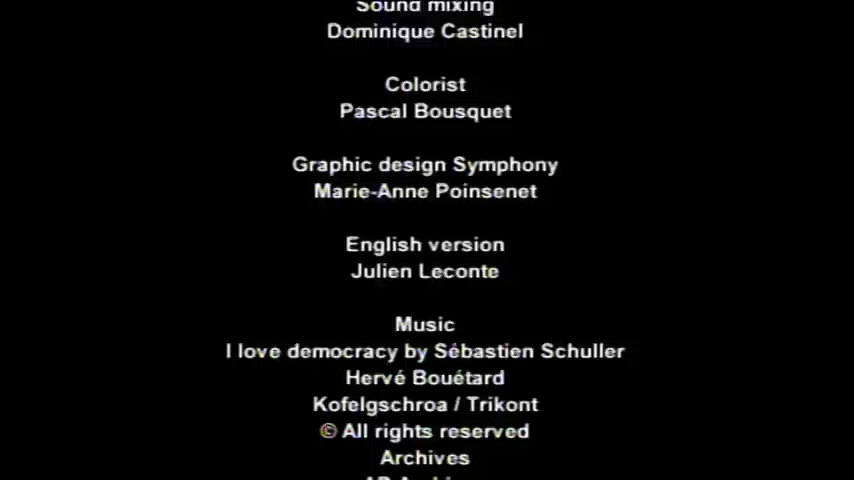 Sound mixing
Dominique Castinel
Colorist
Pascal Bousquet
Graphic design Symphony
Marie-Anne Poinsenet
English version
Julien Leconte
Music
I love democracy by Sébastien Schuller
Hervé Bouétard
Kofelgschroa / Trikont
© All rights reserved
Archives